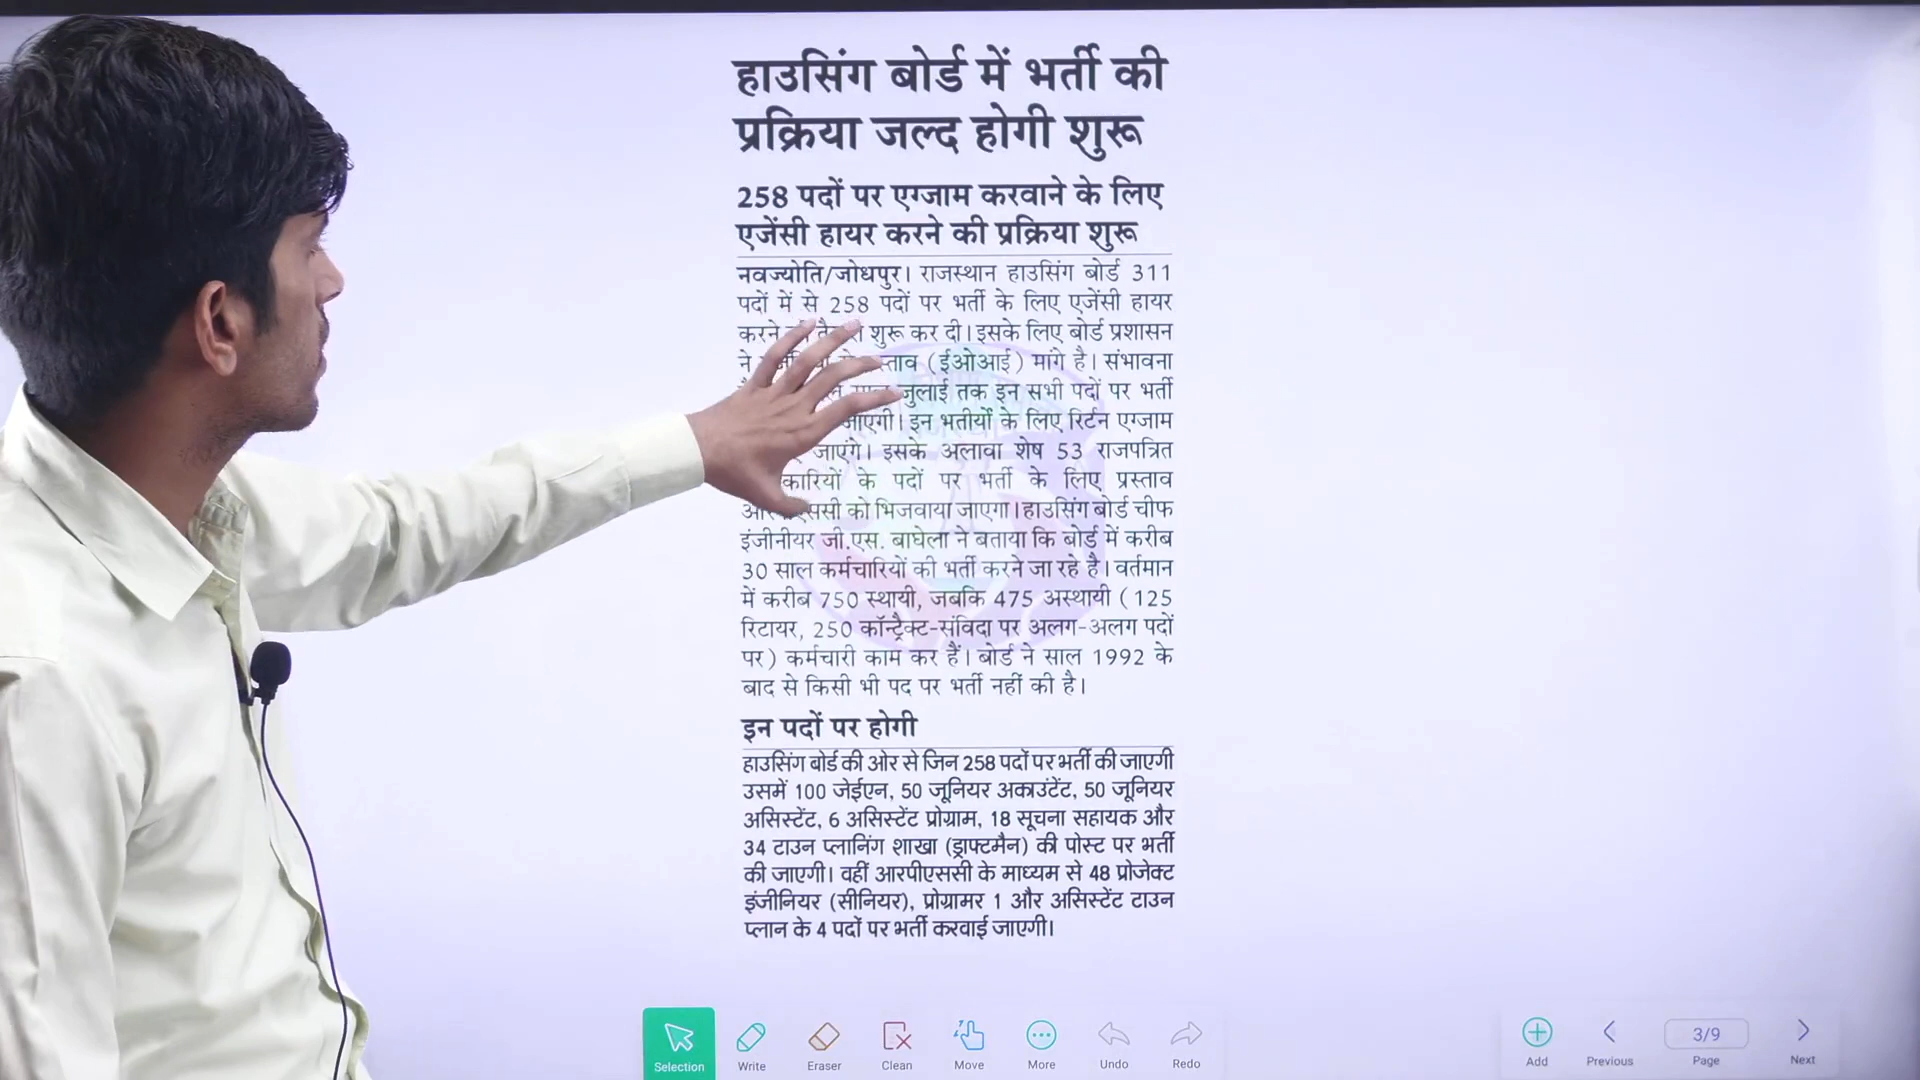 हाउसिंग बोर्ड में भर्ती की
प्रक्रिया जल्द होगी शुरू
258 पदों पर एग्जाम करवाने के लिए
एजेंसी हायर करने की प्रक्रिया शुरू
नवज्योति/जोधपुर। राजस्थान हाउसिंग बोर्ड 311
पदों में से 258 पदों पर भर्ती के लिए एजेंसी हायर
करने शुरू कर दी। इसके लिए बोर्ड प्रशासन
ने (ईओआई) मांगे है। संभावना
जुलाई तक इन सभी पदों पर भर्ती
जाएगी। इन भतीर्यों के लिए रिर्टन एग्जाम
जाएंगे। इसके अलावा शेष 53 राजपत्रित
के पदों पर भर्ती के लिए प्रस्ताव
को भिजवाया जाएगा। हाउसिंग बोर्ड चीफ
इंजीनीयर जी.एस. बाघेला ने बताया कि बोर्ड में करीब
30 साल कर्मचारियों की भर्ती करने जा रहे है। वर्तमान
में करीब 750 स्थायी, जबकि 475 अस्थायी (125
रिटायर, 250 कॉन्ट्रैक्ट-संविदा पर अलग-अलग पदों
पर) कर्मचारी काम कर हैं। बोर्ड ने साल 1992 के
बाद से किसी भी पद पर भर्ती नहीं की है।
इन पदों पर होगी
हाउसिंग बोर्ड की ओर से जिन 258 पदों पर भर्ती की जाएगी
उसमें 100 जेईएन, 50 जूनियर अकाउंटेंट, 50 जूनियर
असिस्टेंट, 6 असिस्टेंट प्रोग्राम, 18 सूचना सहायक और
34 टाउन प्लानिंग शाखा (ड्राफ्टमैन) की पोस्ट पर भर्ती
की जाएगी। वहीं आरपीएससी के माध्यम से 48 प्रोजेक्ट
इंजीनियर (सीनियर), प्रोग्रामर 1 और असिस्टेंट टाउन
प्लान के 4 पदों पर भर्ती करवाई जाएगी।
Selection Write Eraser Clean Move More Undo Redo
Add Previous 3/9 Page Next